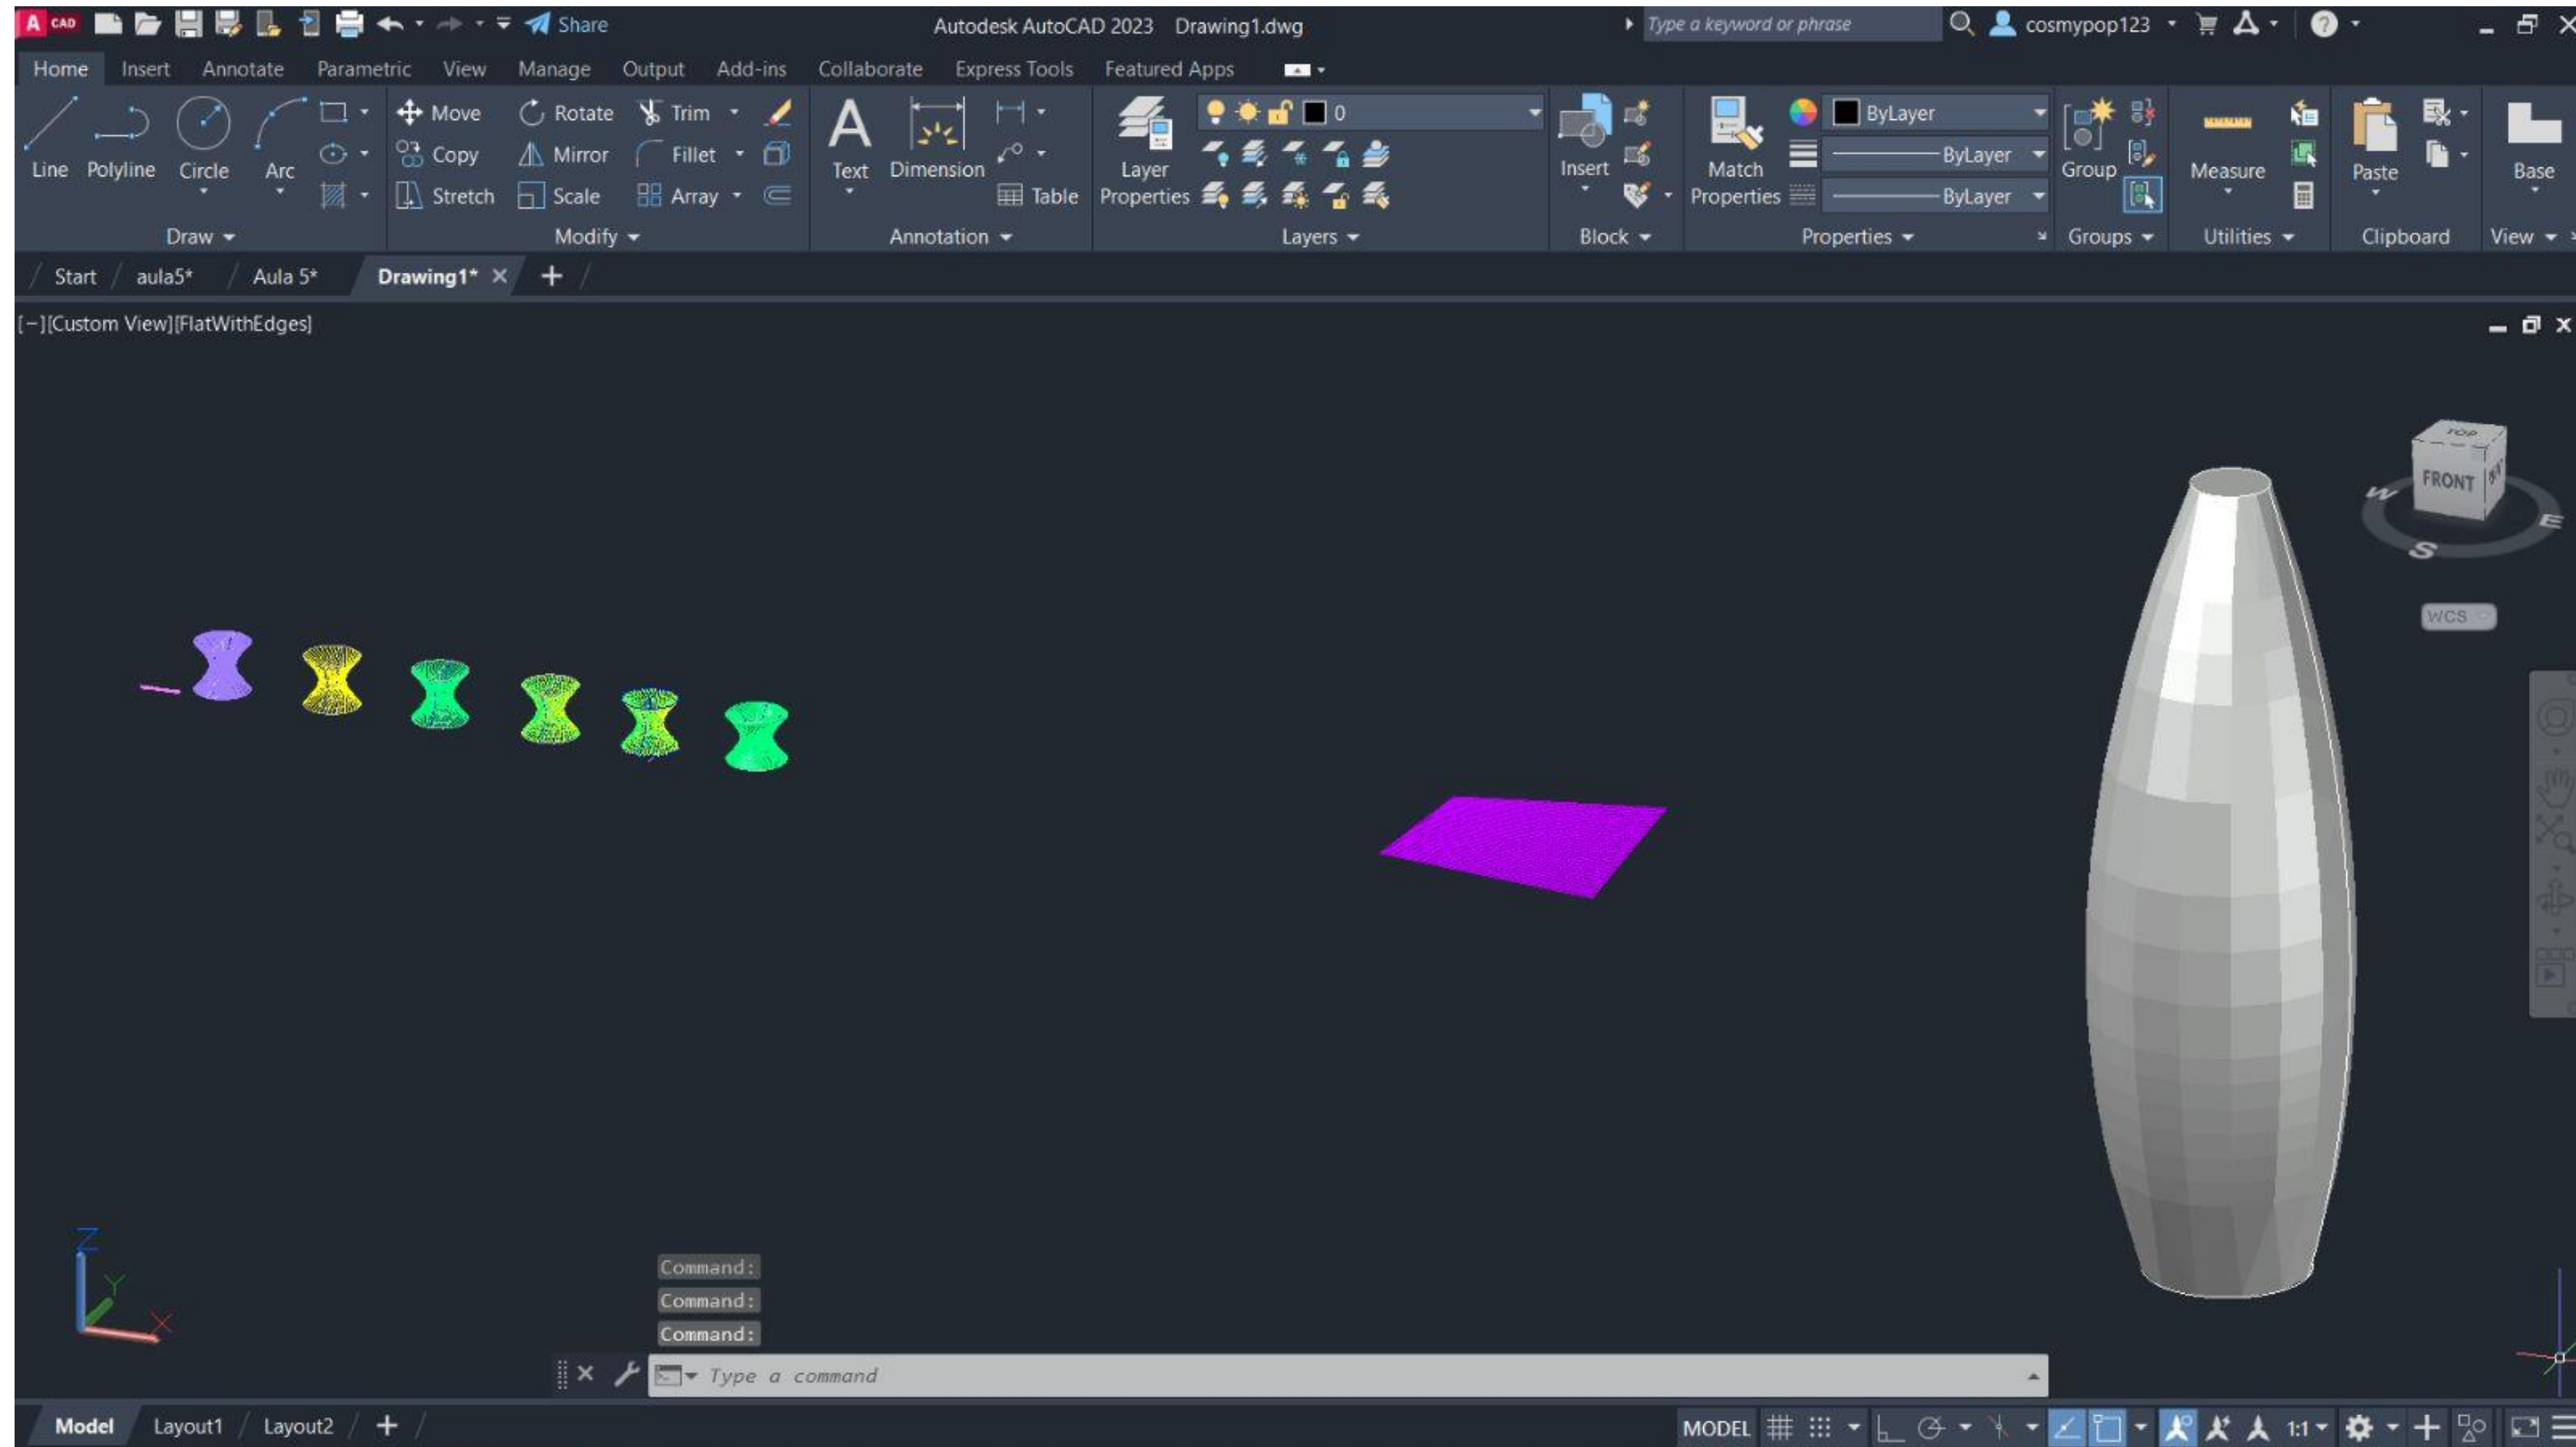 A CAD Share Autodesk AutoCAD 2023 Drawing1.dwg Type a keyword or phrase cosmypop123
Home Insert Annotate Parametric View Manage Output Add-ins Collaborate Express Tools Featured Apps
Line Polyline Circle Arc
Move Rotate Trim
Copy Mirror Fillet
Stretch Scale Array
Text Dimension Table
Layer Properties
0
Insert
Match Properties
ByLayer
ByLayer
ByLayer
Group
Measure
Paste
Base
Draw Modify Annotation Layers Block Properties Groups Utilities Clipboard View
Start aula5* Aula 5* Drawing1*
[−][Custom View][FlatWithEdges]
TOP
FRONT
W
E
S
WCS
Z
Y
X
Command:
Command:
Command:
Type a command
Model Layout1 Layout2 MODEL 1:1